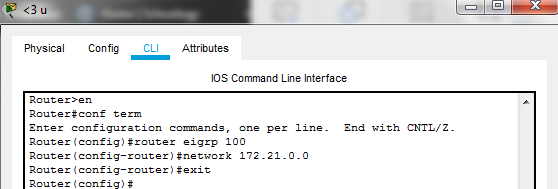 <3 u
Physical Config CLI Attributes
IOS Command Line Interface
Router>en
Router#conf term
Enter configuration commands, one per line.  End with CNTL/Z.
Router(config)#router eigrp 100
Router(config-router)#network 172.21.0.0
Router(config-router)#exit
Router(config)#